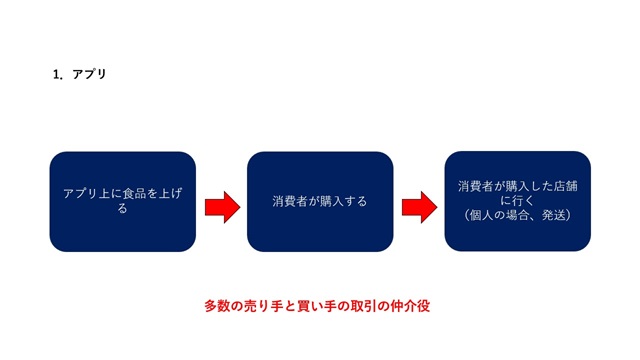 1. アプリ
アプリ上に食品を上げ
る
消費者が購入する
消費者が購入した店舗
に行く
（個人の場合、発送）
多数の売り手と買い手の取引の仲介役